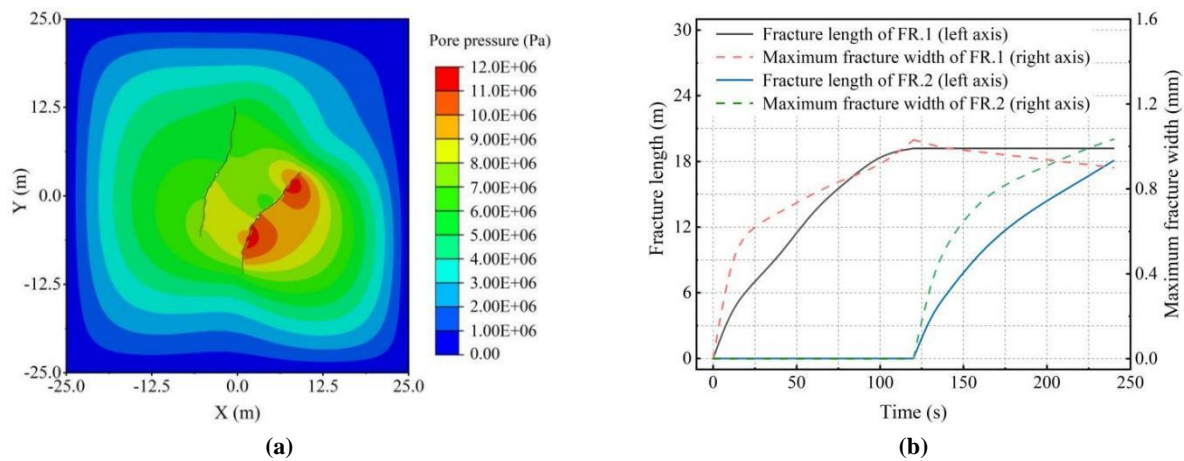 25.0
12.5
0.0
-12.5
-25.0
Y (m)
-25.0
-12.5
0.0
12.5
25.0
X (m)
Pore pressure (Pa)
12.0E+06
11.0E+06
10.0E+06
9.00E+06
8.00E+06
7.00E+06
6.00E+06
5.00E+06
4.00E+06
3.00E+06
2.00E+06
1.00E+06
0.00
(a)
30
24
18
12
6
0
Fracture length (m)
Fracture length of FR.1 (left axis)
Maximum fracture width of FR.1 (right axis)
Fracture length of FR.2 (left axis)
Maximum fracture width of FR.2 (right axis)
1.6
1.2
0.8
0.4
0.0
Maximum fracture width (mm)
0
50
100
150
200
250
Time (s)
(b)